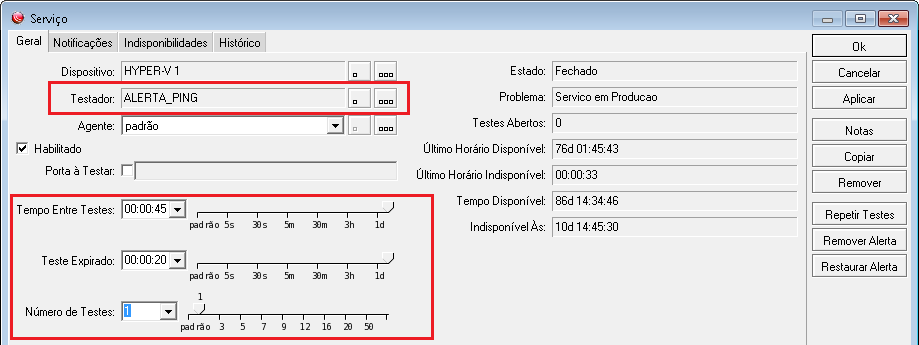 Serviço
Geral Notificações Indisponibilidades Histórico
Dispositivo: HYPER-V 1
Testador: ALERTA_PING
Agente: padrão
Habilitado
Porta à Testar:
Tempo Entre Testes: 00:00:45
padrão 5s 30s 5m 30m 3h 1d
Teste Expirado: 00:00:20
padrão 5s 30s 5m 30m 3h 1d
Número de Testes: 1
1
padrão 3 5 7 9 12 16 20 50
Estado: Fechado
Problema: Servico em Producao
Testes Abertos: 0
Último Horário Disponível: 76d 01:45:43
Último Horário Indisponível: 00:00:33
Tempo Disponível: 86d 14:34:46
Indisponível Às: 10d 14:45:30
Ok
Cancelar
Aplicar
Notas
Copiar
Remover
Repetir Testes
Remover Alerta
Restaurar Alerta